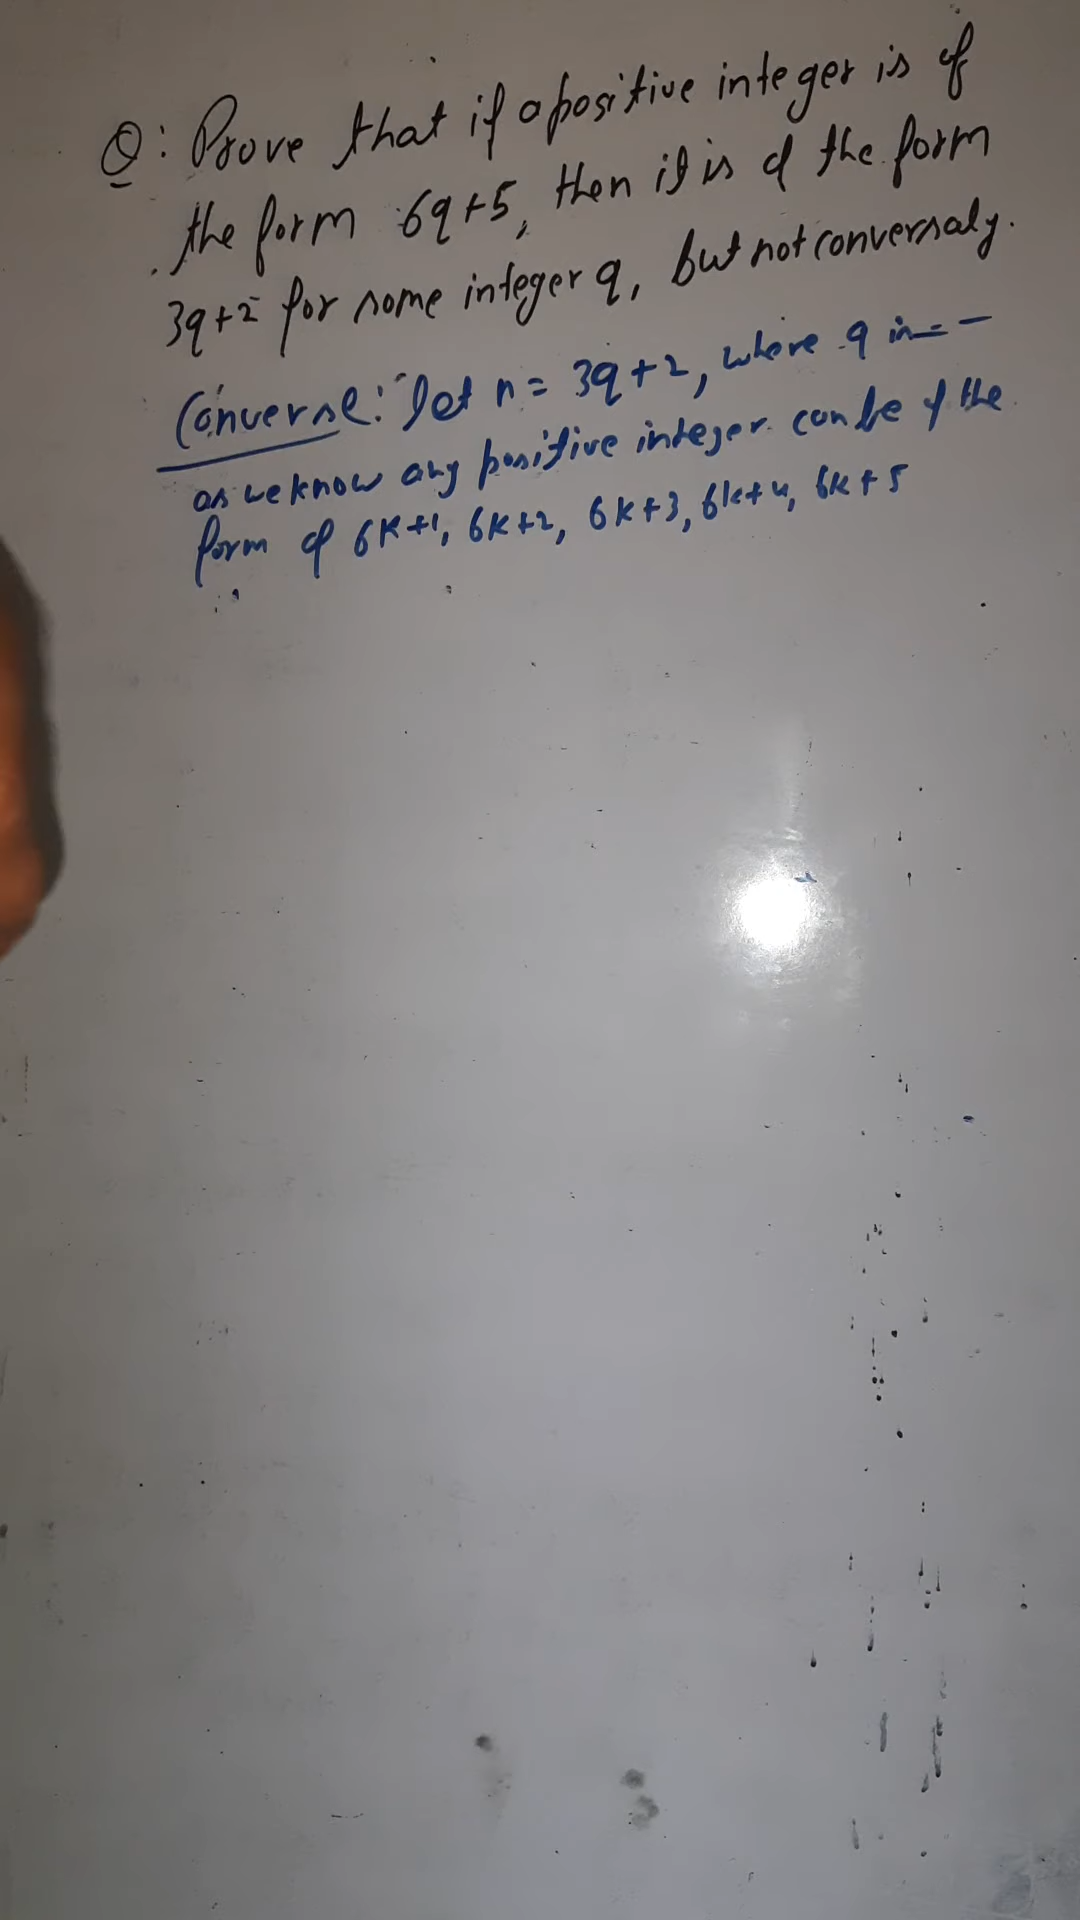 Q: Prove that if a positive integer is of
the form 6q+5, then it is of the form
3q+2 for some integer q, but not conversaly.
Converse: let n = 3q+2, where q is - -
as we know any positive integer can be of the
form of 6k+1, 6k+2, 6k+3, 6k+4, 6k+5